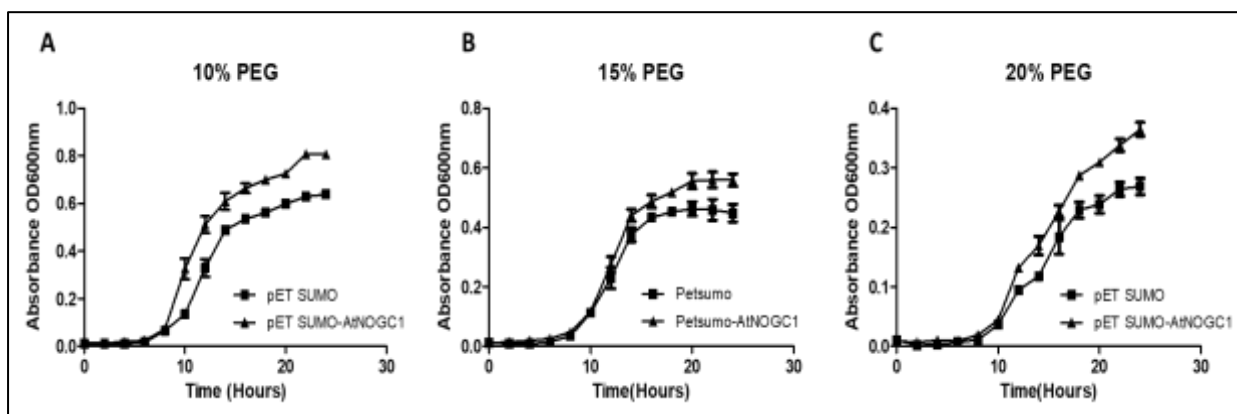 A
10% PEG
Absorbance OD600nm
1.0
0.8
0.6
0.4
0.2
0.0
0
10
20
30
Time (Hours)
pET SUMO
pET SUMO-AtNOGC1
B
15% PEG
Absorbance OD600nm
0.8
0.6
0.4
0.2
0.0
0
10
20
30
Time(Hours)
Petsumo
Petsumo-AtNOGC1
C
20% PEG
Absorbance OD600nm
0.4
0.3
0.2
0.1
0.0
0
10
20
30
Time(Hours)
pET SUMO
pET SUMO-AtNOGC1